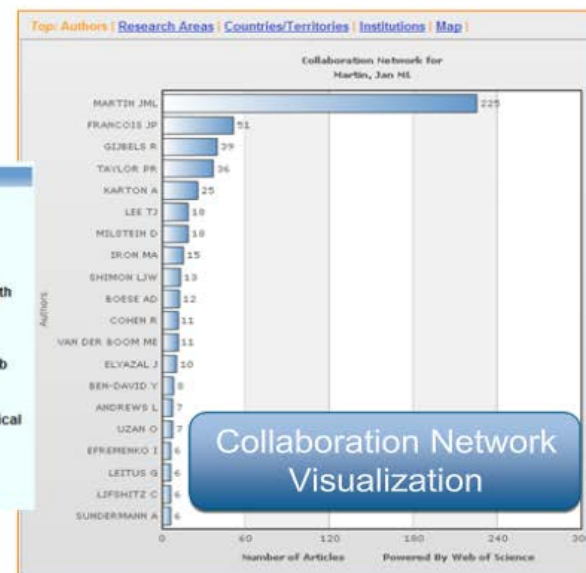 Top: Authors | Research Areas | Countries/Territories | Institutions | Map |
Collaboration Network for
Martin, Jan ML
MARTIN JML 225
FRANCOIS JP 51
GIJBELS R 39
TAYLOR PR 36
KARTON A 25
LEE TJ 18
MILSTEIN D 18
IRON MA 15
SHIMON LJW 13
BOESE AD 12
COHEN R 11
VAN DER BOOM ME 11
ELYAZAL J 10
BEN-DAVID Y 8
ANDREWS L 7
UZAN O 7
EFREMENKO I 6
LEITUS G 6
LIFSHITZ C 6
SUNDERMANN A 6
Authors
0 60 120 180 240 300
Number of Articles Powered By Web of Science
Collaboration Network
Visualization